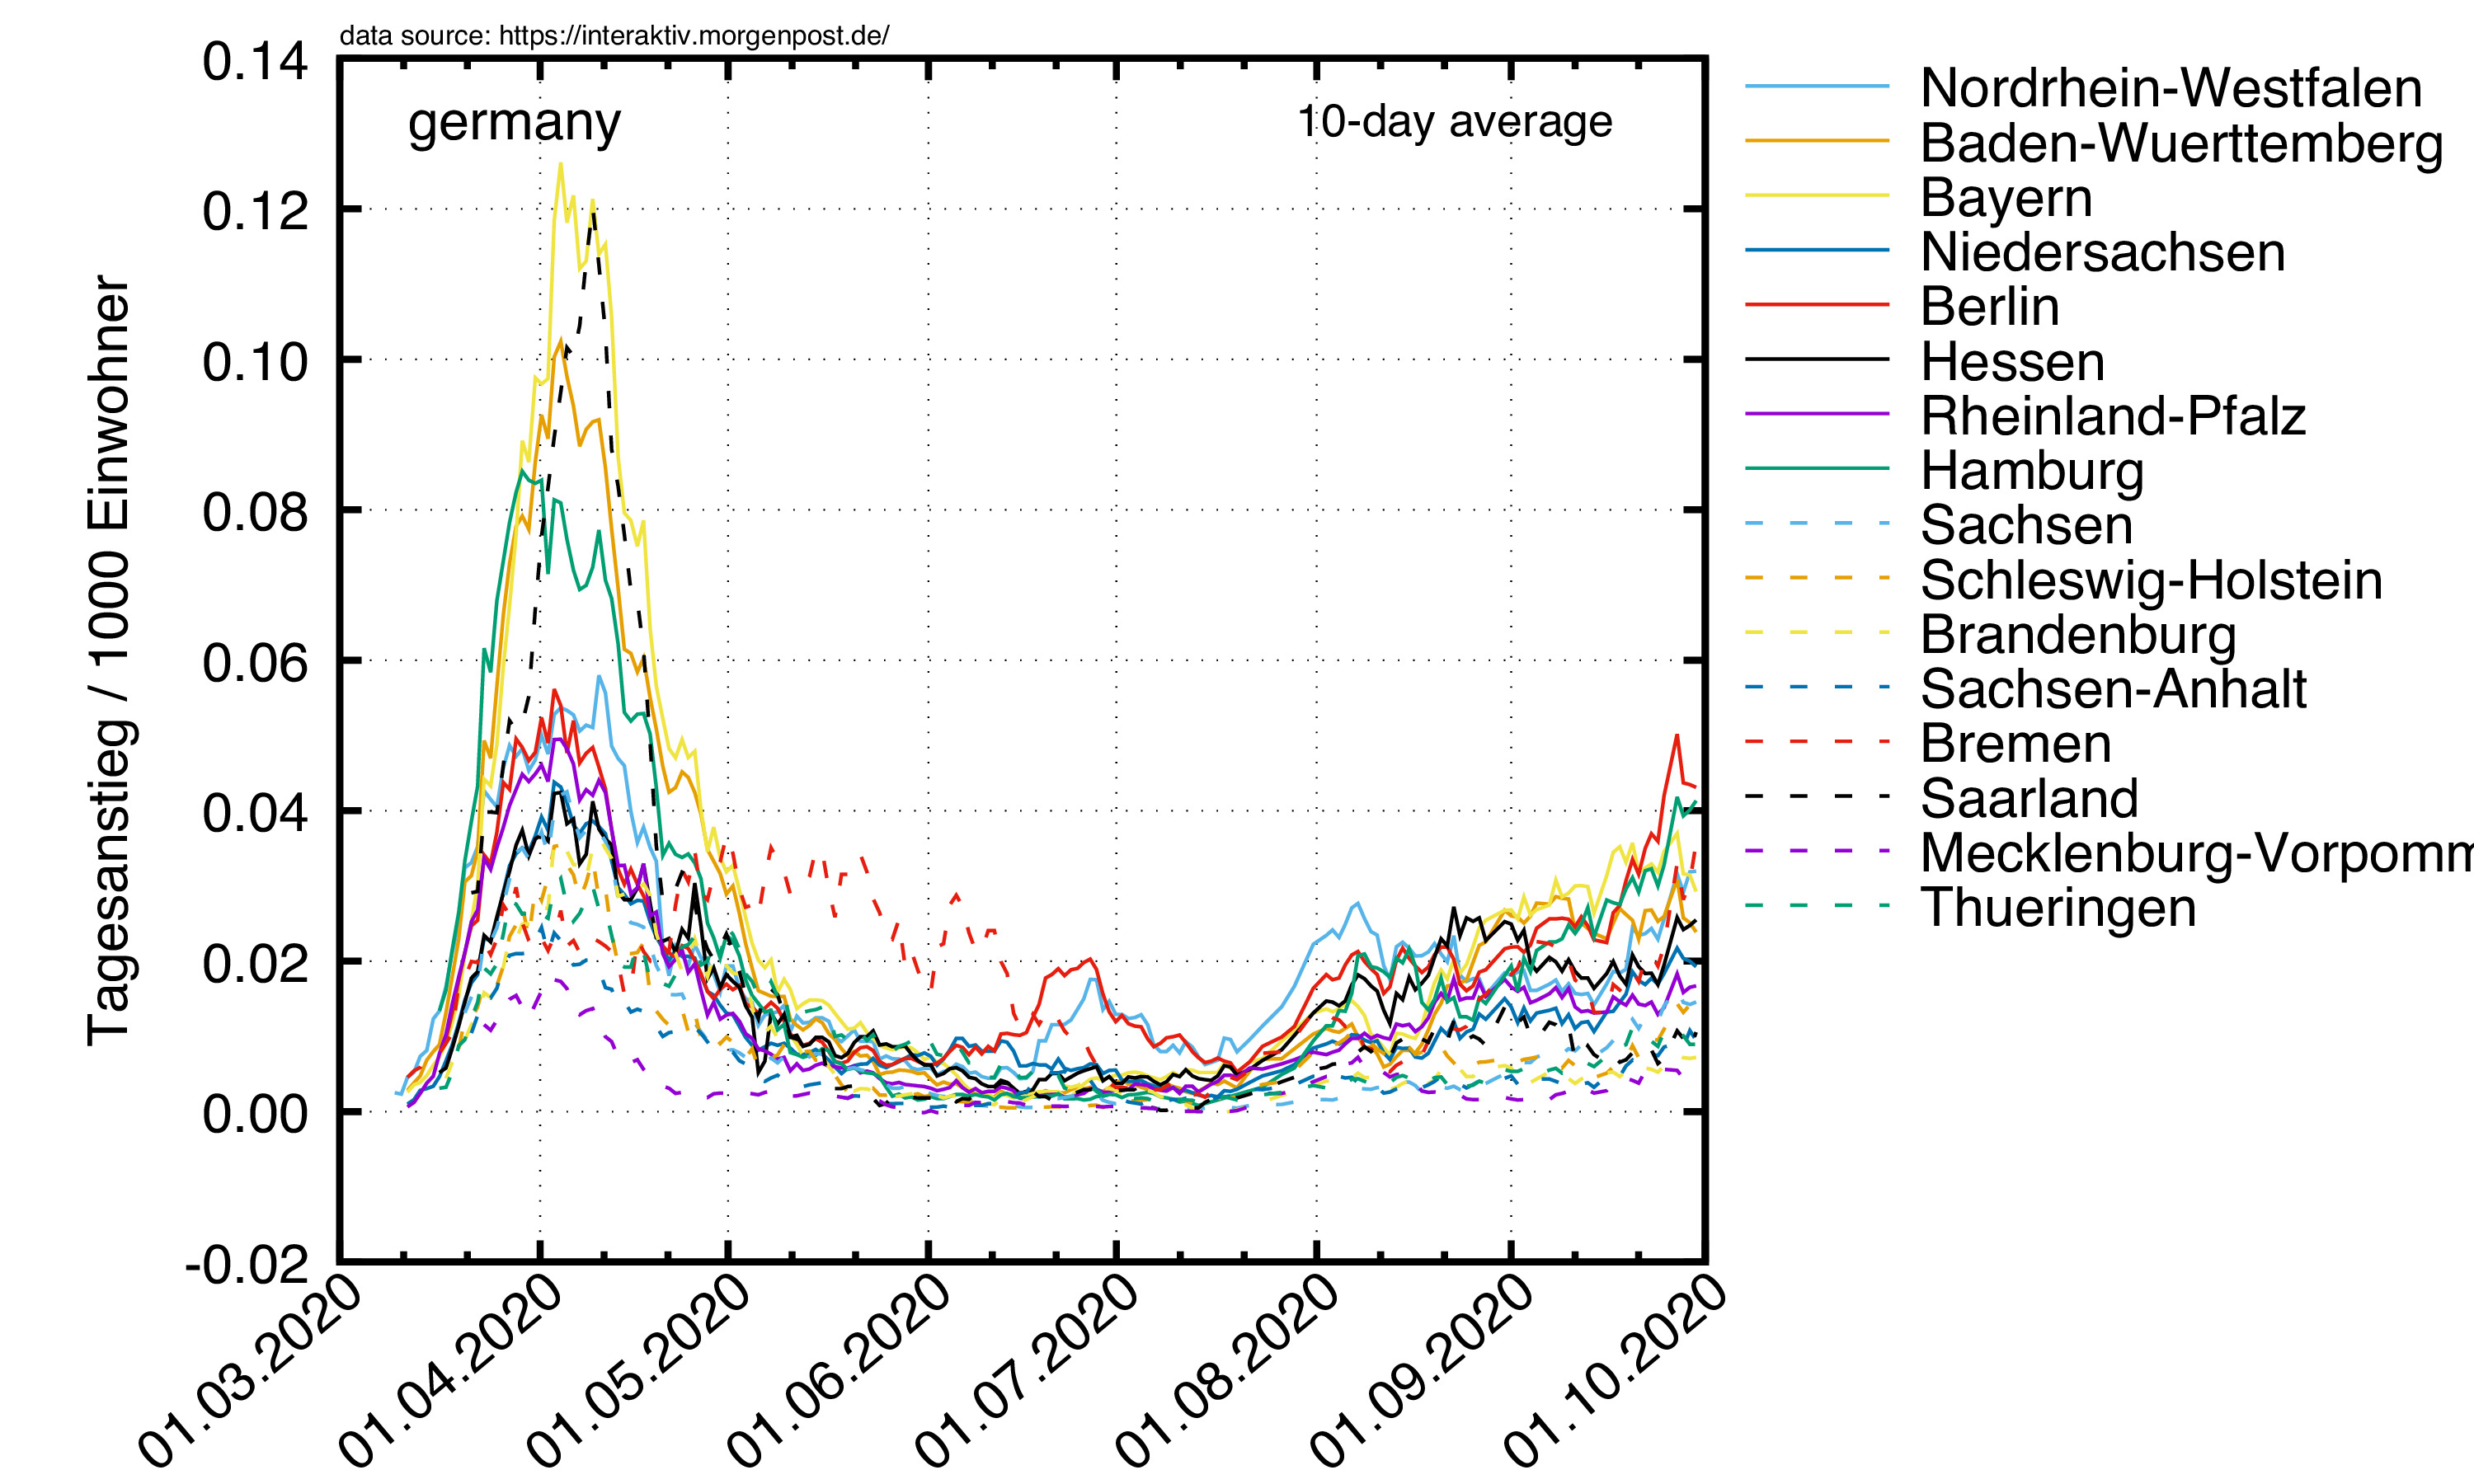 data source: https://interaktiv.morgenpost.de/
germany
10-day average
Tagesanstieg / 1000 Einwohner
0.14
0.12
0.10
0.08
0.06
0.04
0.02
0.00
-0.02
01.03.2020
01.04.2020
01.05.2020
01.06.2020
01.07.2020
01.08.2020
01.09.2020
01.10.2020
Nordrhein-Westfalen
Baden-Wuerttemberg
Bayern
Niedersachsen
Berlin
Hessen
Rheinland-Pfalz
Hamburg
Sachsen
Schleswig-Holstein
Brandenburg
Sachsen-Anhalt
Bremen
Saarland
Mecklenburg-Vorpomm
Thueringen